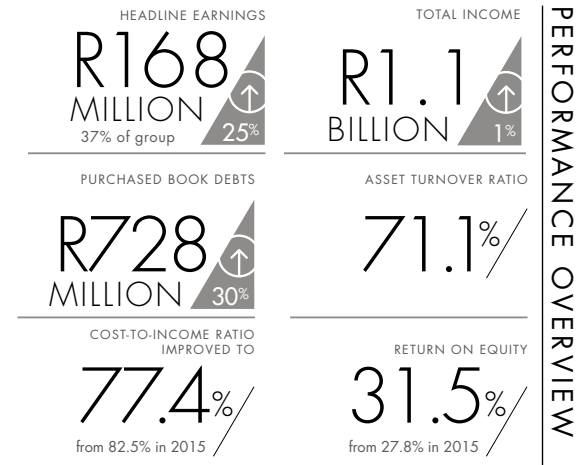 HEADLINE EARNINGS
R168
MILLION
37% of group
25%
TOTAL INCOME
R1.1
BILLION
1%
PURCHASED BOOK DEBTS
R728
MILLION
30%
ASSET TURNOVER RATIO
71.1%
COST-TO-INCOME RATIO
IMPROVED TO
77.4%
from 82.5% in 2015
RETURN ON EQUITY
31.5%
from 27.8% in 2015
PERFORMANCE OVERVIEW